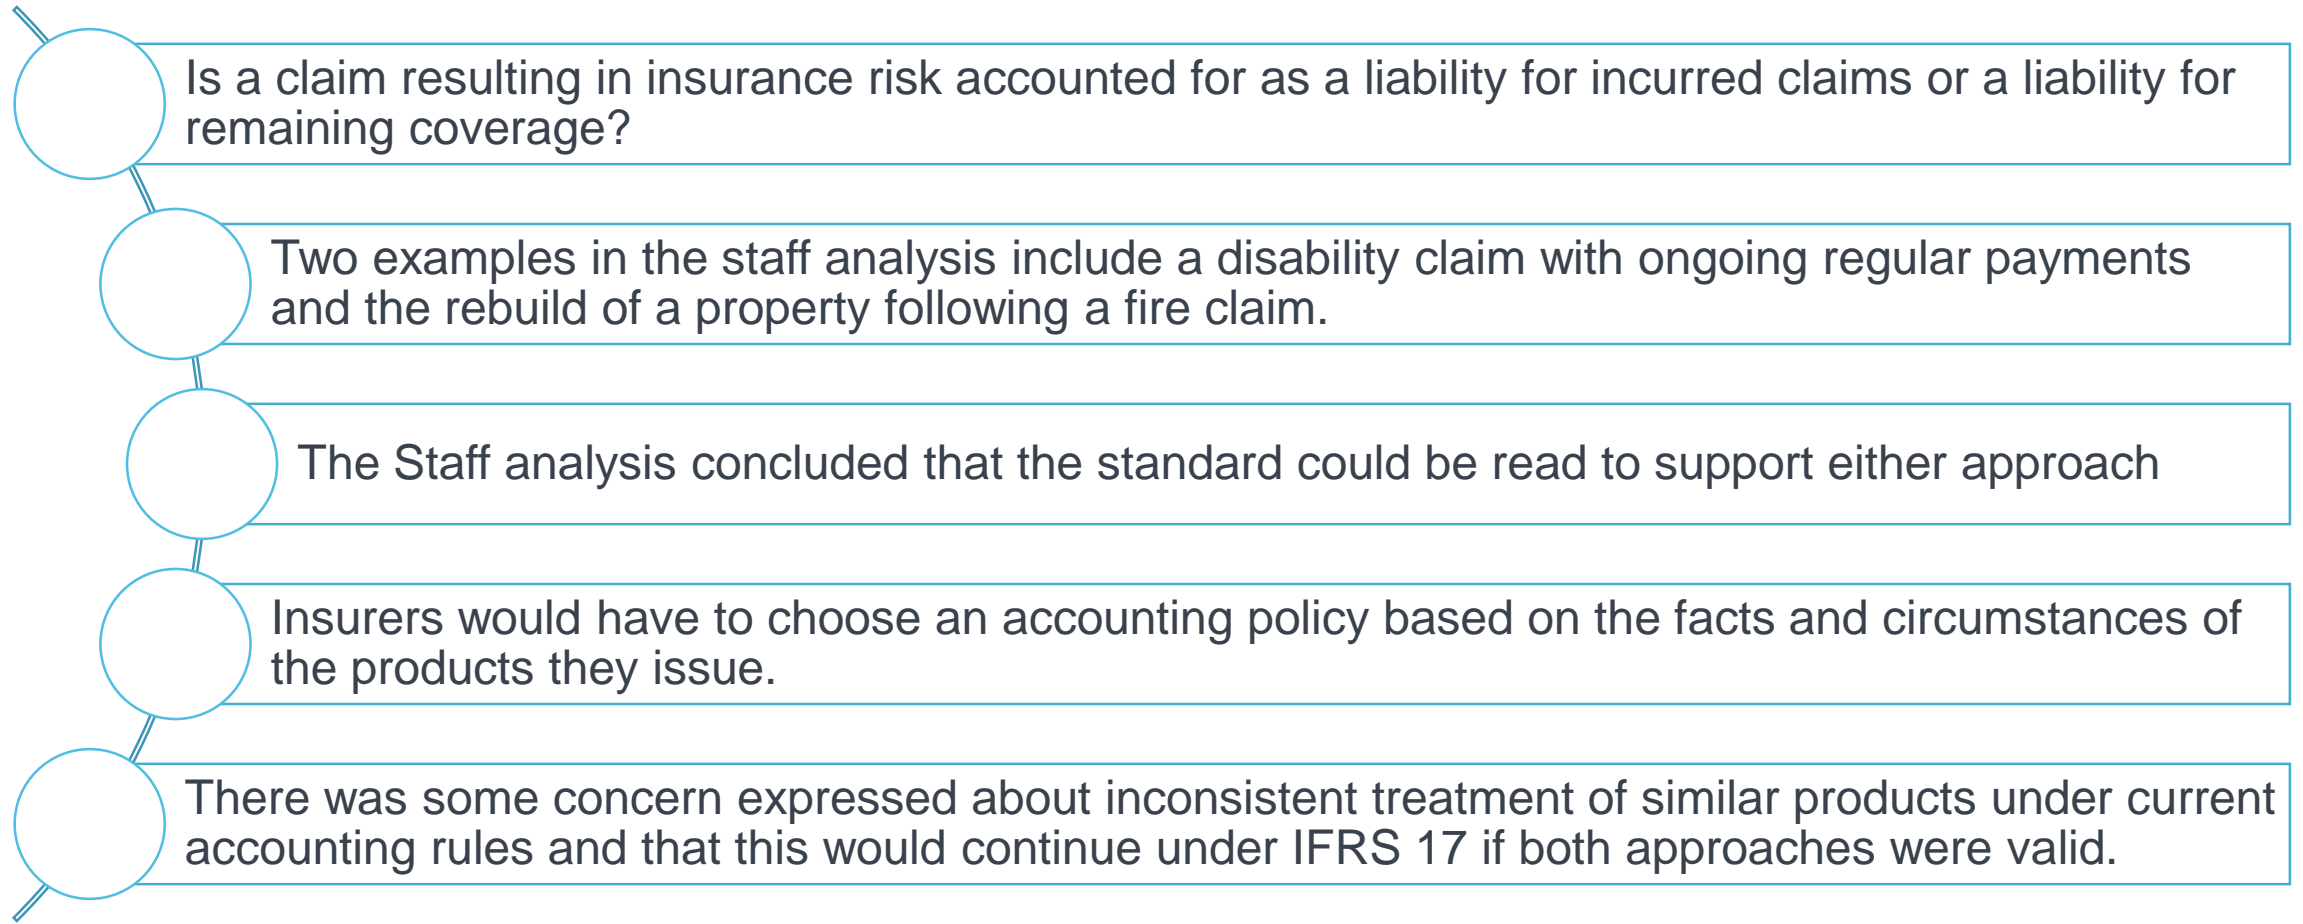 Is a claim resulting in insurance risk accounted for as a liability for incurred claims or a liability for
remaining coverage?
Two examples in the staff analysis include a disability claim with ongoing regular payments
and the rebuild of a property following a fire claim.
The Staff analysis concluded that the standard could be read to support either approach
Insurers would have to choose an accounting policy based on the facts and circumstances of
the products they issue.
There was some concern expressed about inconsistent treatment of similar products under current
accounting rules and that this would continue under IFRS 17 if both approaches were valid.